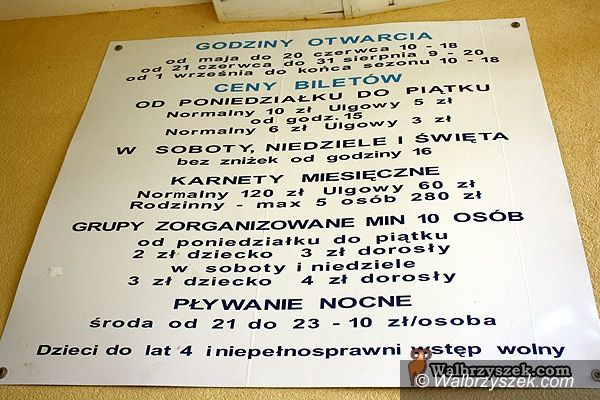 GODZINY OTWARCIA
od maja do 20 czerwca 10 - 18
od 21 czerwca do 31 sierpnia 9 - 20
od 1 września do końca sezonu 10 - 18
CENY BILETÓW
OD PONIEDZIAŁKU DO PIĄTKU
Normalny 10 zł Ulgowy 5 zł
od godz. 15
Normalny 6 zł Ulgowy 3 zł
W SOBOTY, NIEDZIELE I ŚWIĘTA
bez zniżek od godziny 16
KARNETY MIESIĘCZNE
Normalny 120 zł Ulgowy 60 zł
Rodzinny - max 5 osób 280 zł
GRUPY ZORGANIZOWANE MIN 10 OSÓB
od poniedziałku do piątku
2 zł dziecko 3 zł dorosły
w soboty i niedziele
3 zł dziecko 4 zł dorosły
PŁYWANIE NOCNE
środa od 21 do 23 - 10 zł/osoba
Dzieci do lat 4 i niepełnosprawni wstęp wolny
Walbrzyszek.com
© Walbrzyszek.com